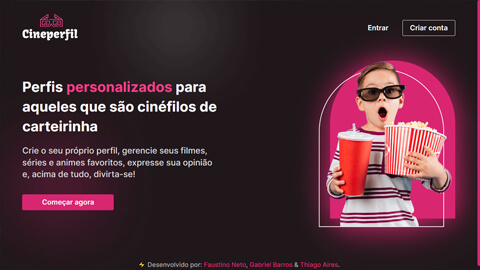 Cineperfil
Entrar
Criar conta
Perfis personalizados para
aqueles que são cinéfilos de
carteirinha
Crie o seu próprio perfil, gerencie seus filmes,
séries e animes favoritos, expresse sua opinião
e, acima de tudo, divirta-se!
Começar agora
Desenvolvido por: Faustino Neto, Gabriel Barros & Thiago Aires.